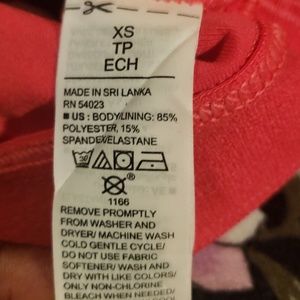 XS
TP
ECH
MADE IN SRI LANKA
RN 54023
■ US : BODY/LINING: 85%
POLYESTER, 15%
SPANDEX/ELASTANE
1166
REMOVE PROMPTLY
FROM WASHER AND
DRYER/ MACHINE WASH
COLD GENTLE CYCLE/
DO NOT USE FABRIC
SOFTENER/ WASH AND
DRY WITH LIKE COLORS/
ONLY NON-CHLORINE
BLEACH WHEN NEEDED/